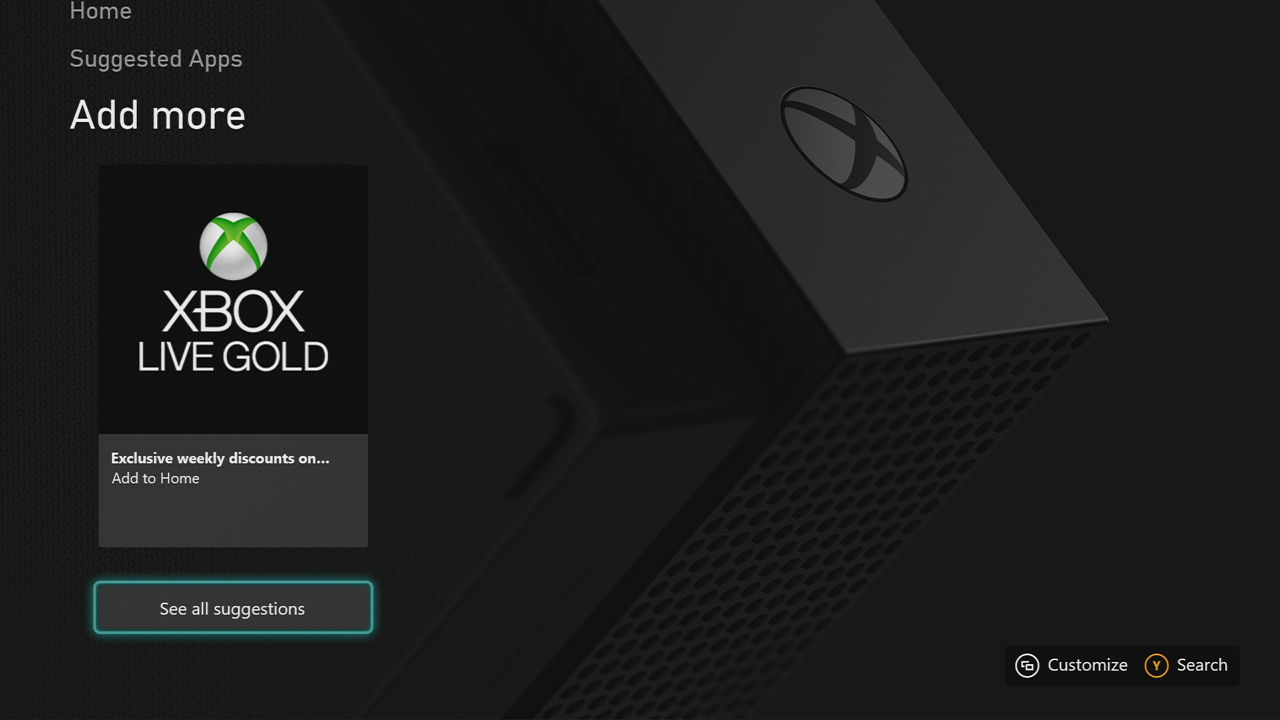 Home
Suggested Apps
Add more
XBOX
LIVE GOLD
Exclusive weekly discounts on...
Add to Home
See all suggestions
Customize
Y
Search